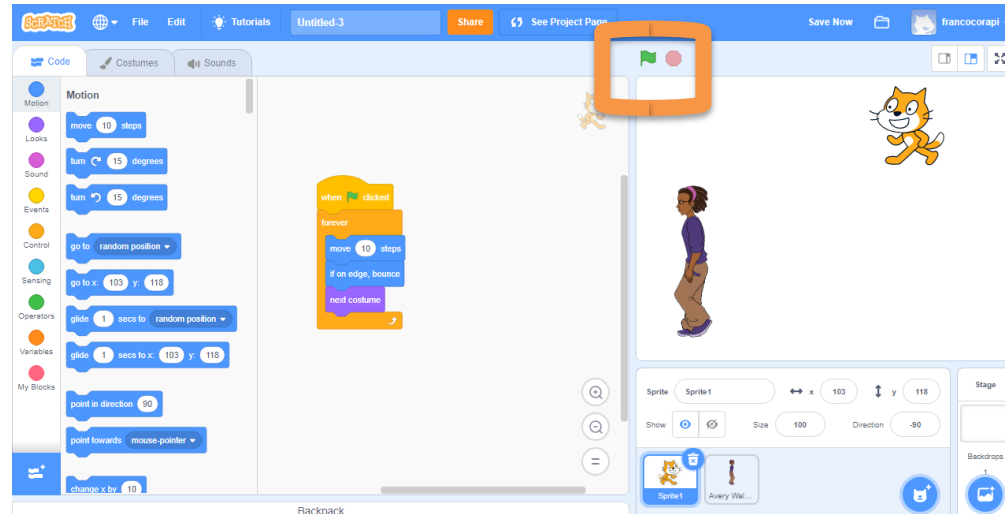 SCRATCH File Edit Tutorials Untitled-3 Share See Project Page Save Now francocorapi
Code Costumes Sounds
Motion
Looks
Sound
Events
Control
Sensing
Operators
Variables
My Blocks
Motion
move 10 steps
turn 15 degrees
turn 15 degrees
go to random position
go to x: 103 y: 118
glide 1 secs to random position
glide 1 secs to x: 103 y: 118
point in direction 90
point towards mouse-pointer
change x by 10
when clicked
forever
move 10 steps
if on edge, bounce
next costume
Backpack
Sprite Sprite1 x 103 y 118
Show Size 100 Direction -90
Sprite1
Avery Wal...
Stage
Backdrops
1